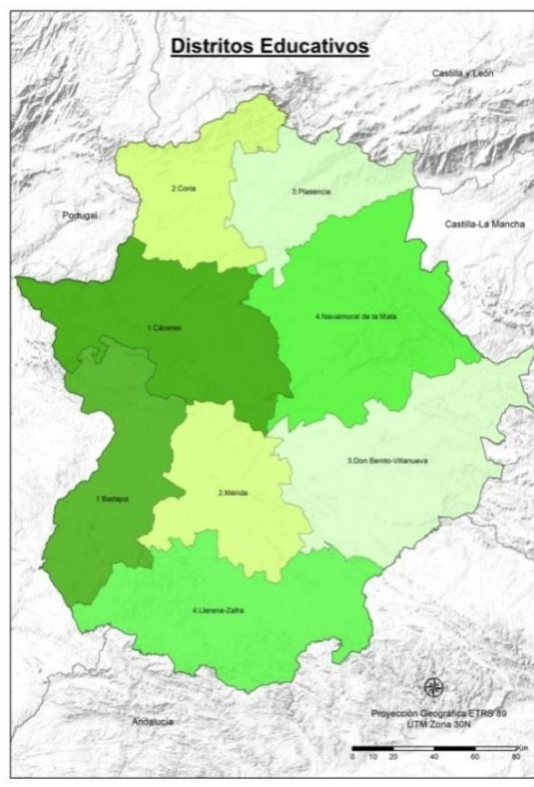 Distritos Educativos
Castilla y León
2.Coria
3.Plasencia
Portugal
Castilla-La Mancha
4.Navalmoral de la Mata
1.Cáceres
3.Don Benito-Villanueva
2.Mérida
1.Badajoz
4.Llerena-Zafra
Andalucía
Proyección Geográfica ETRS 89
UTM Zona 30N
0 10 20 40 60 80 Km